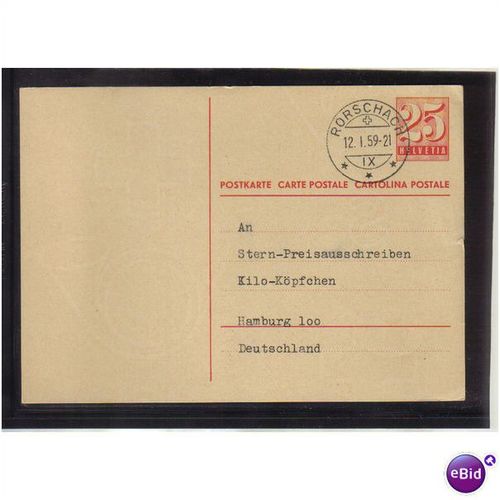 RORSCHACH
12. I. 59-21
IX
25
HELVETIA
POSTKARTE CARTE POSTALE CARTOLINA POSTALE
An
Stern-Preisausschreiben
Kilo-Köpfchen
Hamburg loo
Deutschland
eBid